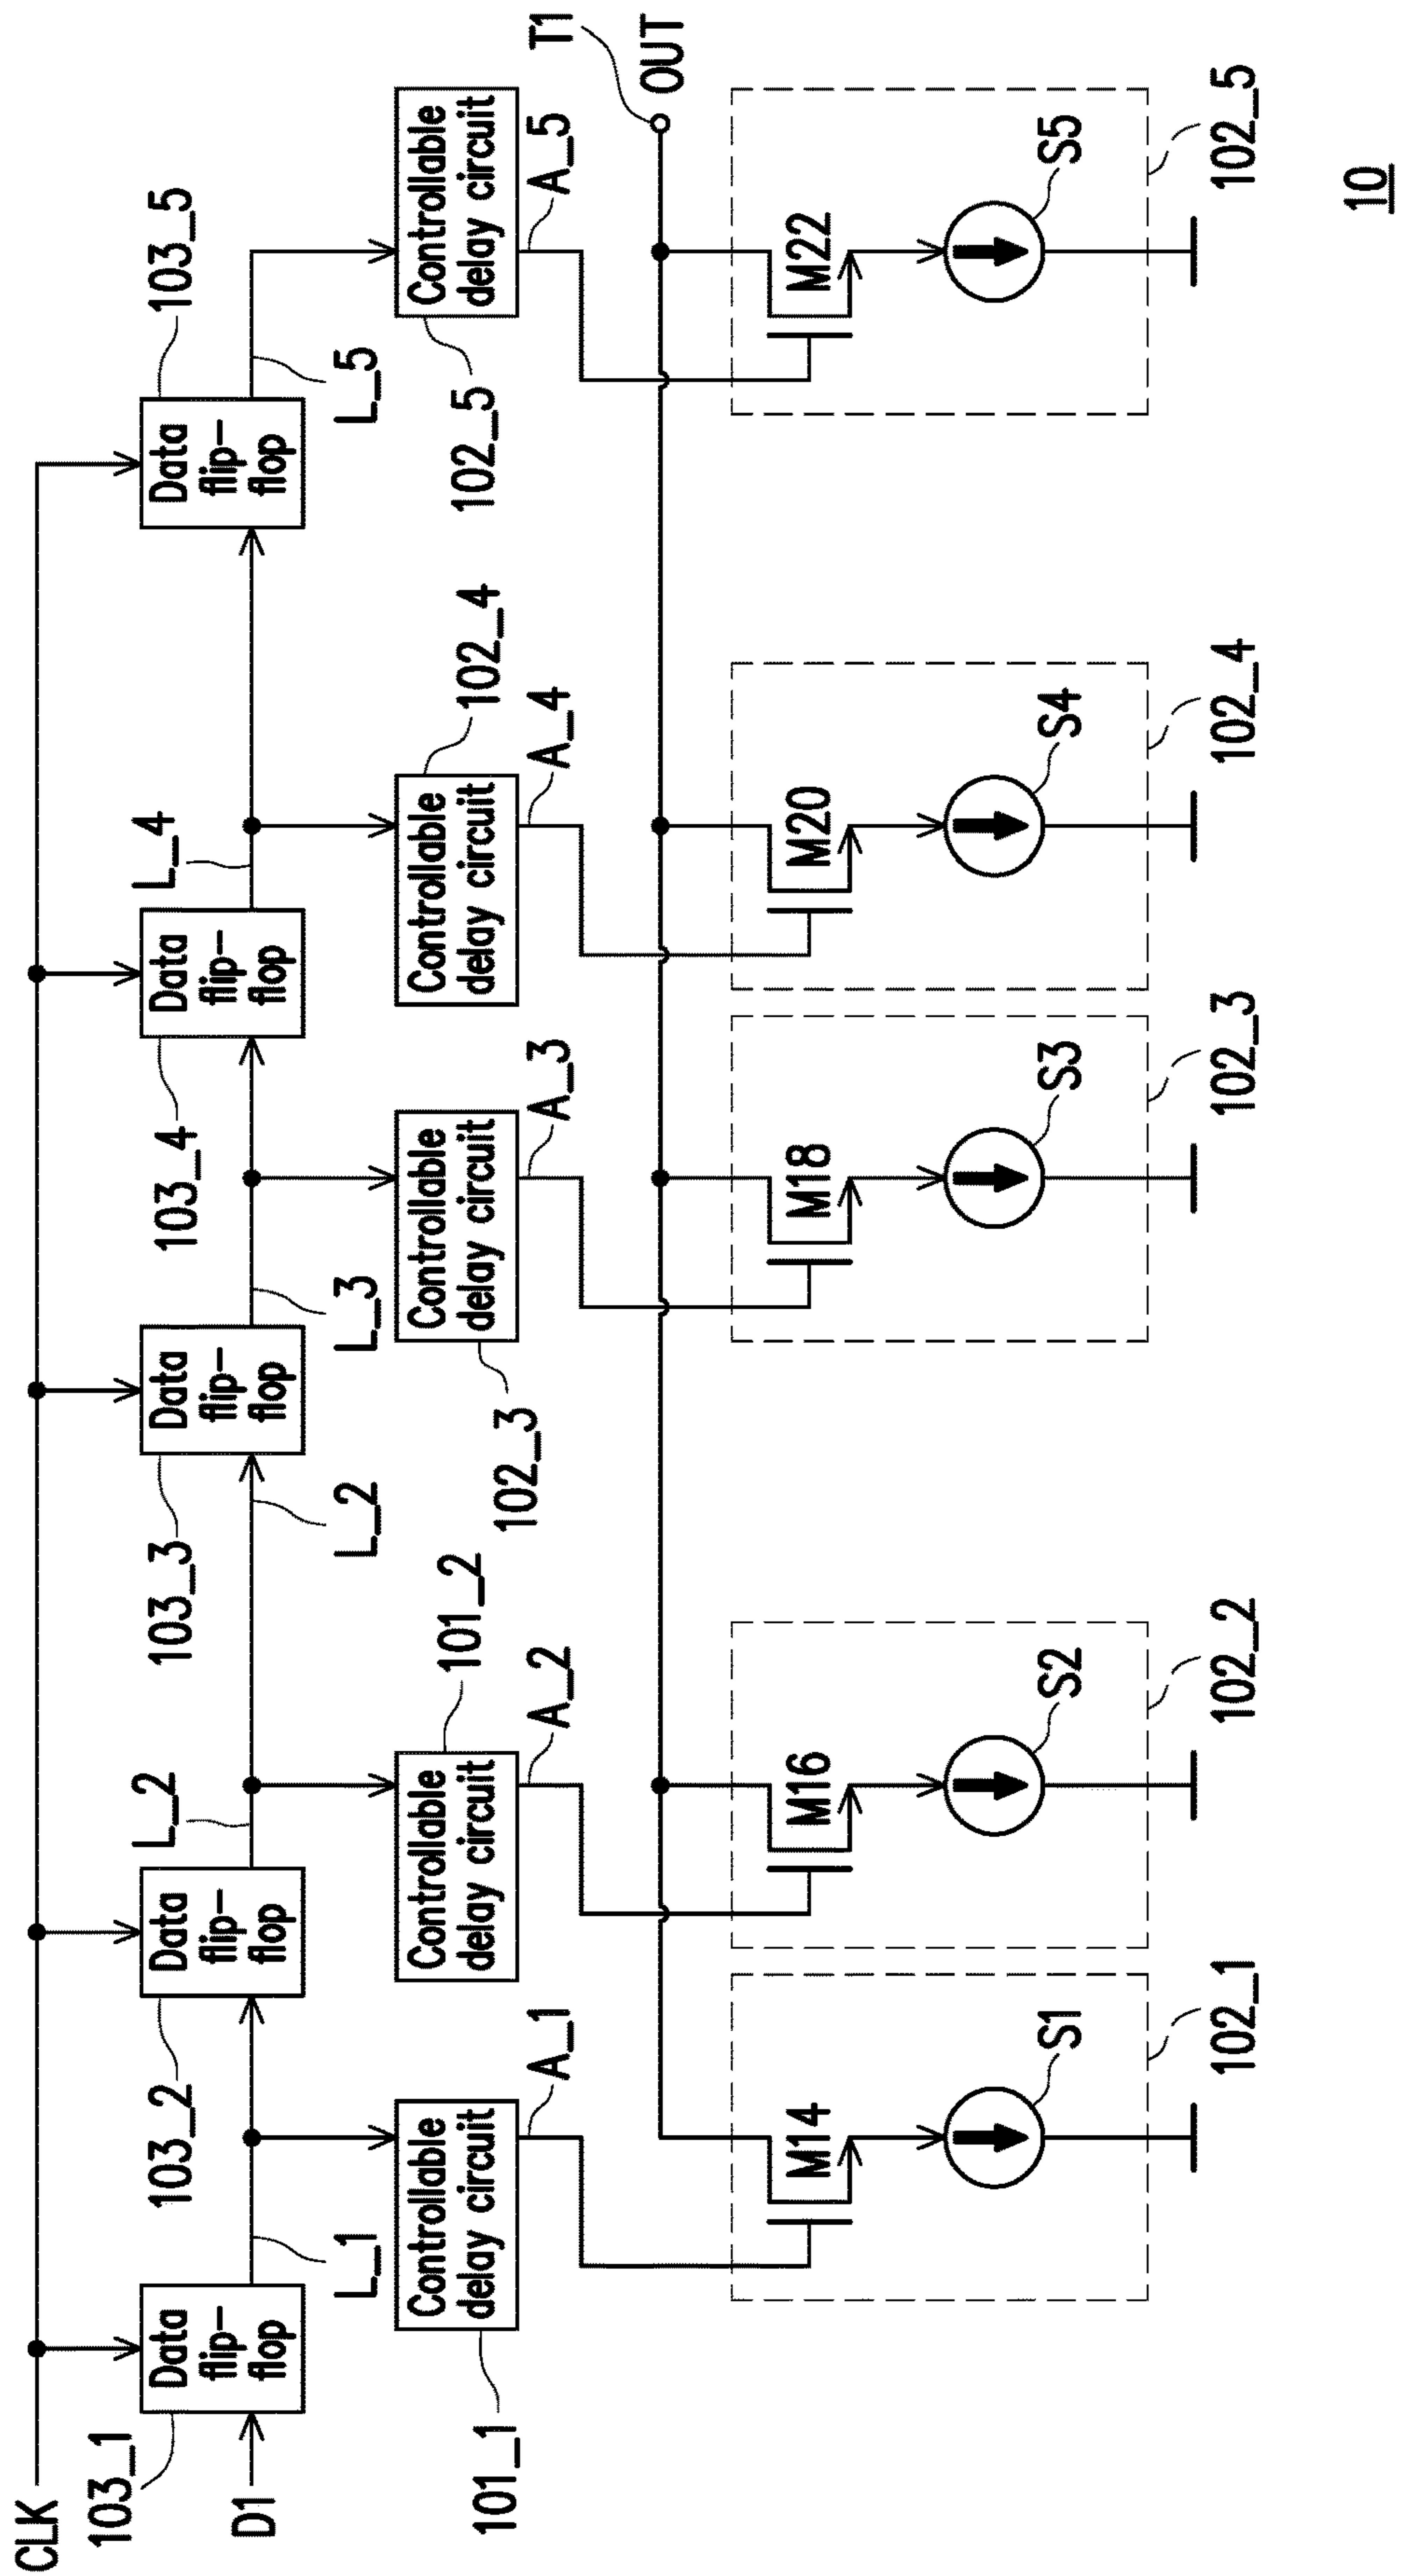 CLK
103_1
D1
Data
flip-
flop
L_1
103_2
Data
flip-
flop
L_2
L_2
103_3
Data
flip-
flop
L_3
103_4
Data
flip-
flop
L_4
103_5
Data
flip-
flop
L_5
101_1
Controllable
delay circuit
A_1
101_2
Controllable
delay circuit
A_2
102_3
Controllable
delay circuit
A_3
102_4
Controllable
delay circuit
A_4
102_5
Controllable
delay circuit
A_5
T1
OUT
M14
S1
102_1
M16
S2
102_2
M18
S3
102_3
M20
S4
102_4
M22
S5
102_5
10